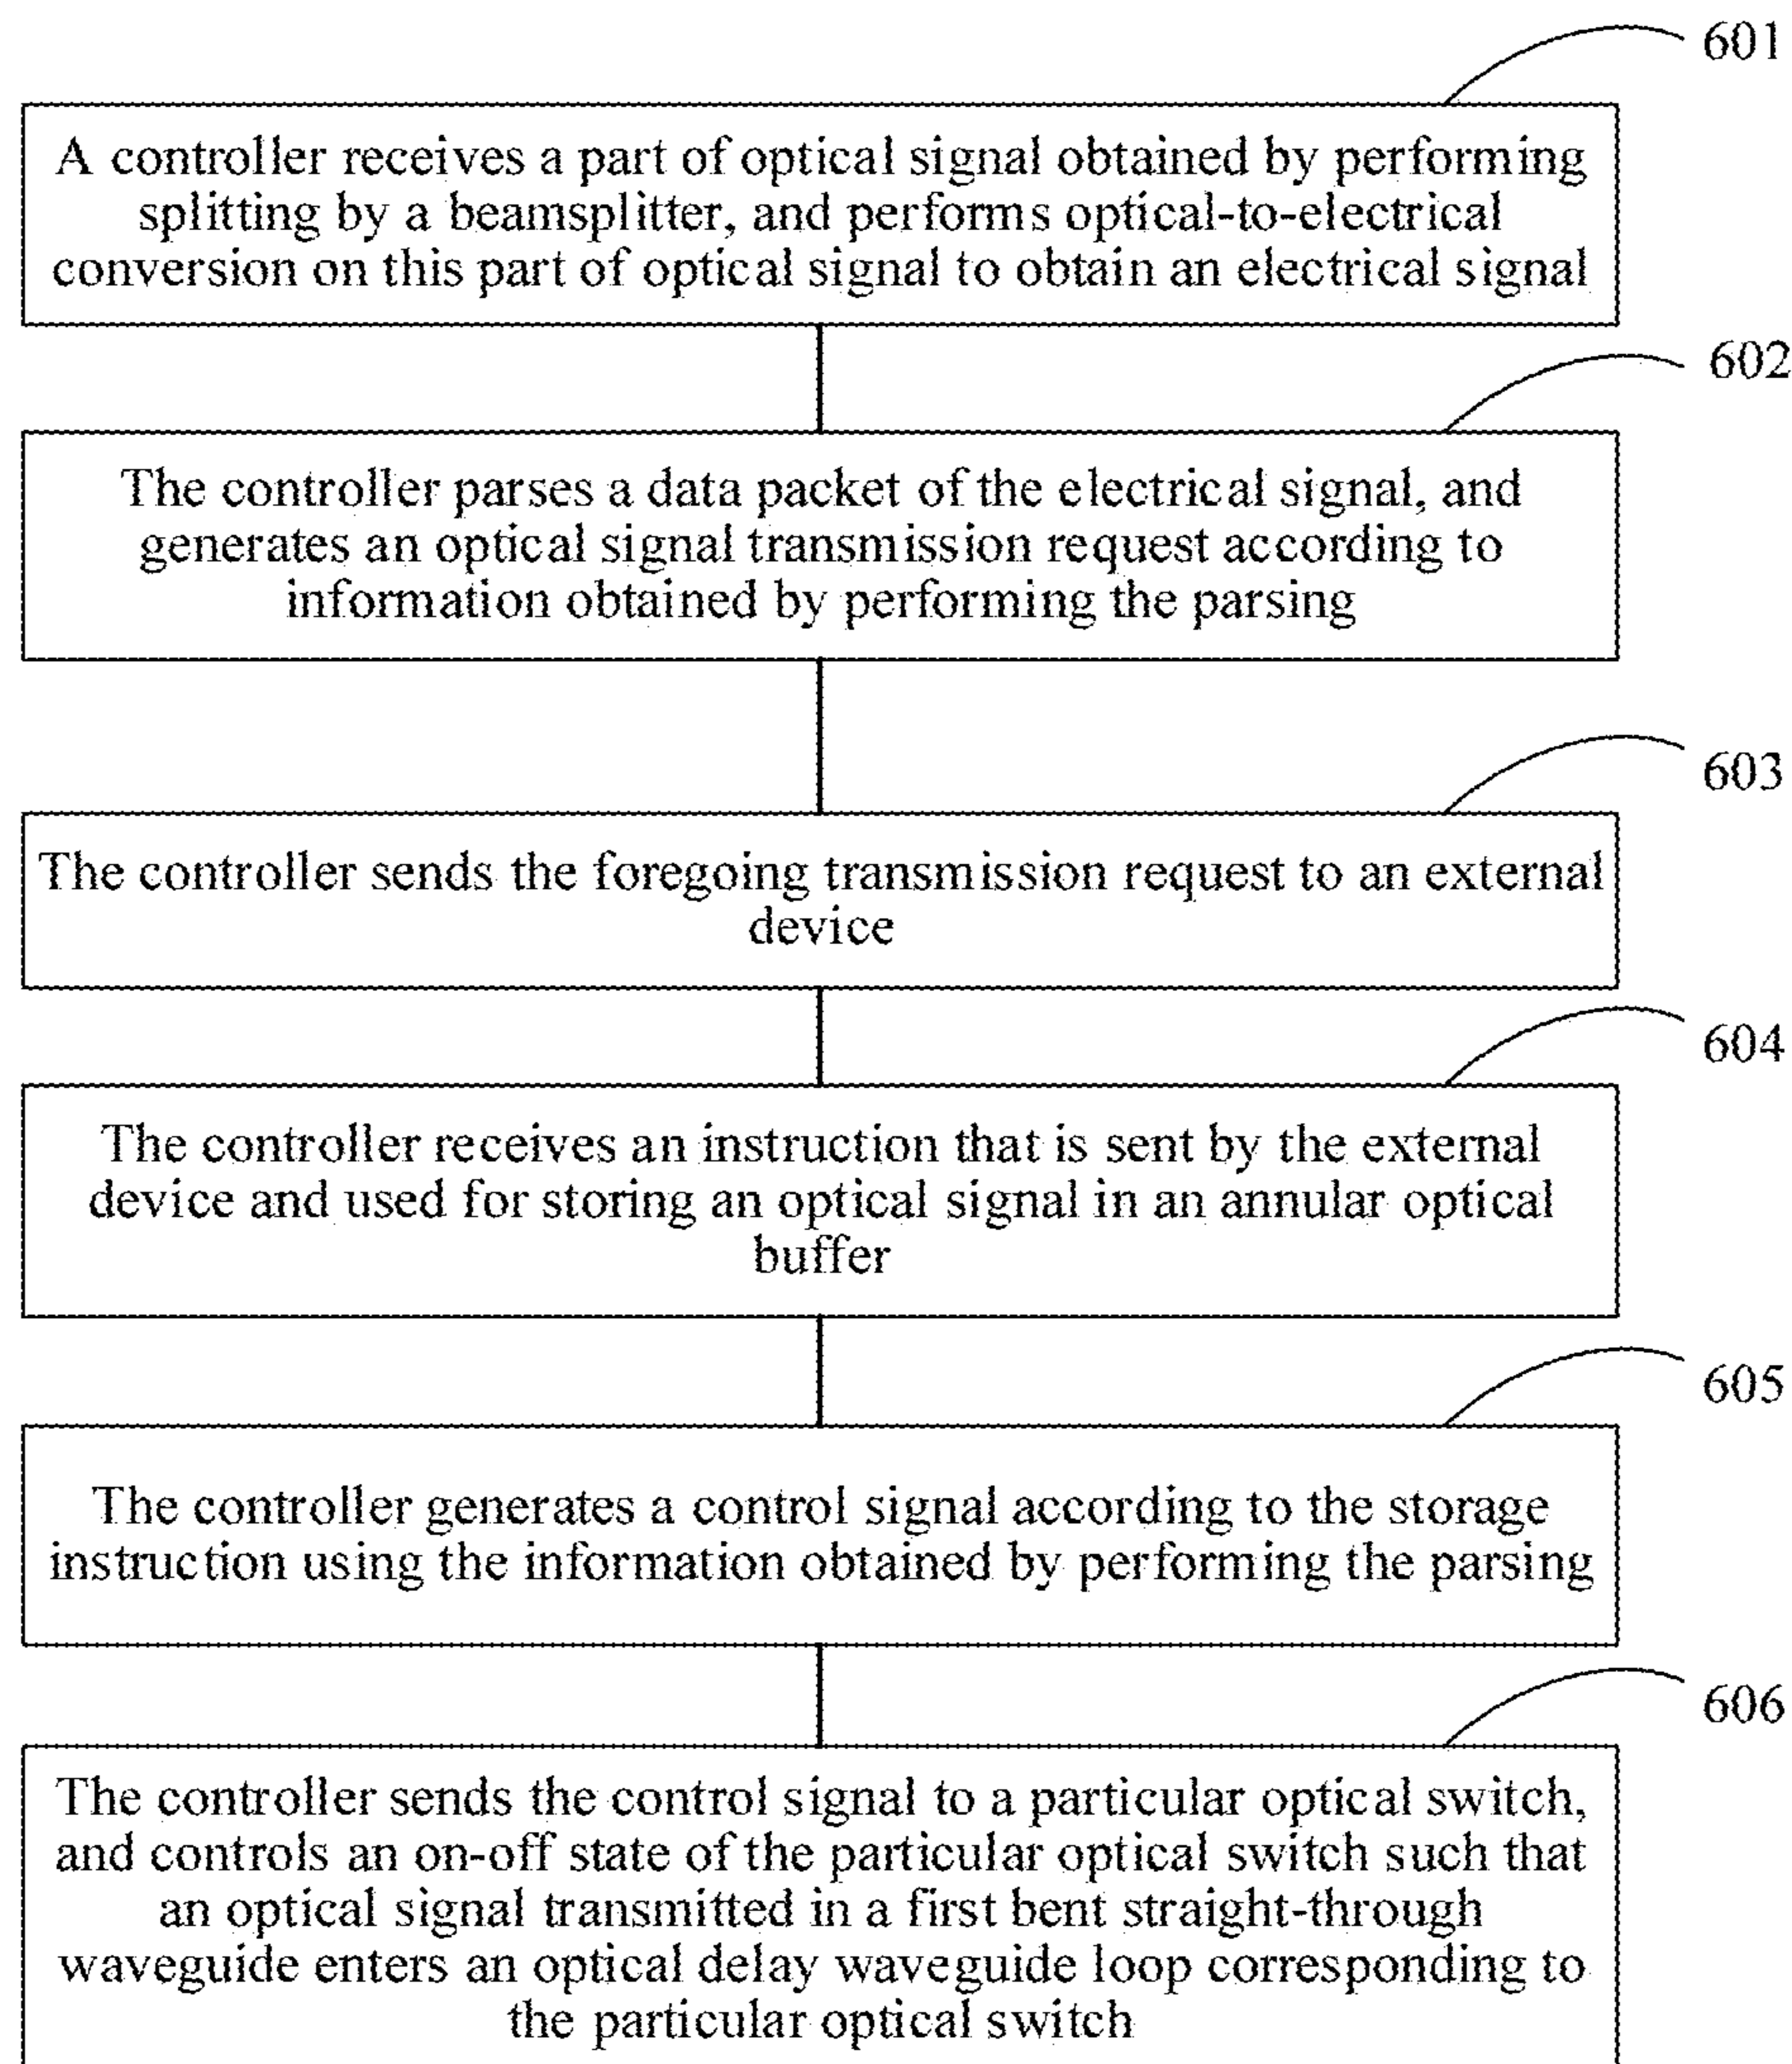 601
A controller receives a part of optical signal obtained by performing
splitting by a beamsplitter, and performs optical-to-electrical
conversion on this part of optical signal to obtain an electrical signal
602
The controller parses a data packet of the electrical signal, and
generates an optical signal transmission request according to
information obtained by performing the parsing
603
The controller sends the foregoing transmission request to an external
device
604
The controller receives an instruction that is sent by the external
device and used for storing an optical signal in an annular optical
buffer
605
The controller generates a control signal according to the storage
instruction using the information obtained by performing the parsing
606
The controller sends the control signal to a particular optical switch,
and controls an on-off state of the particular optical switch such that
an optical signal transmitted in a first bent straight-through
waveguide enters an optical delay waveguide loop corresponding to
the particular optical switch